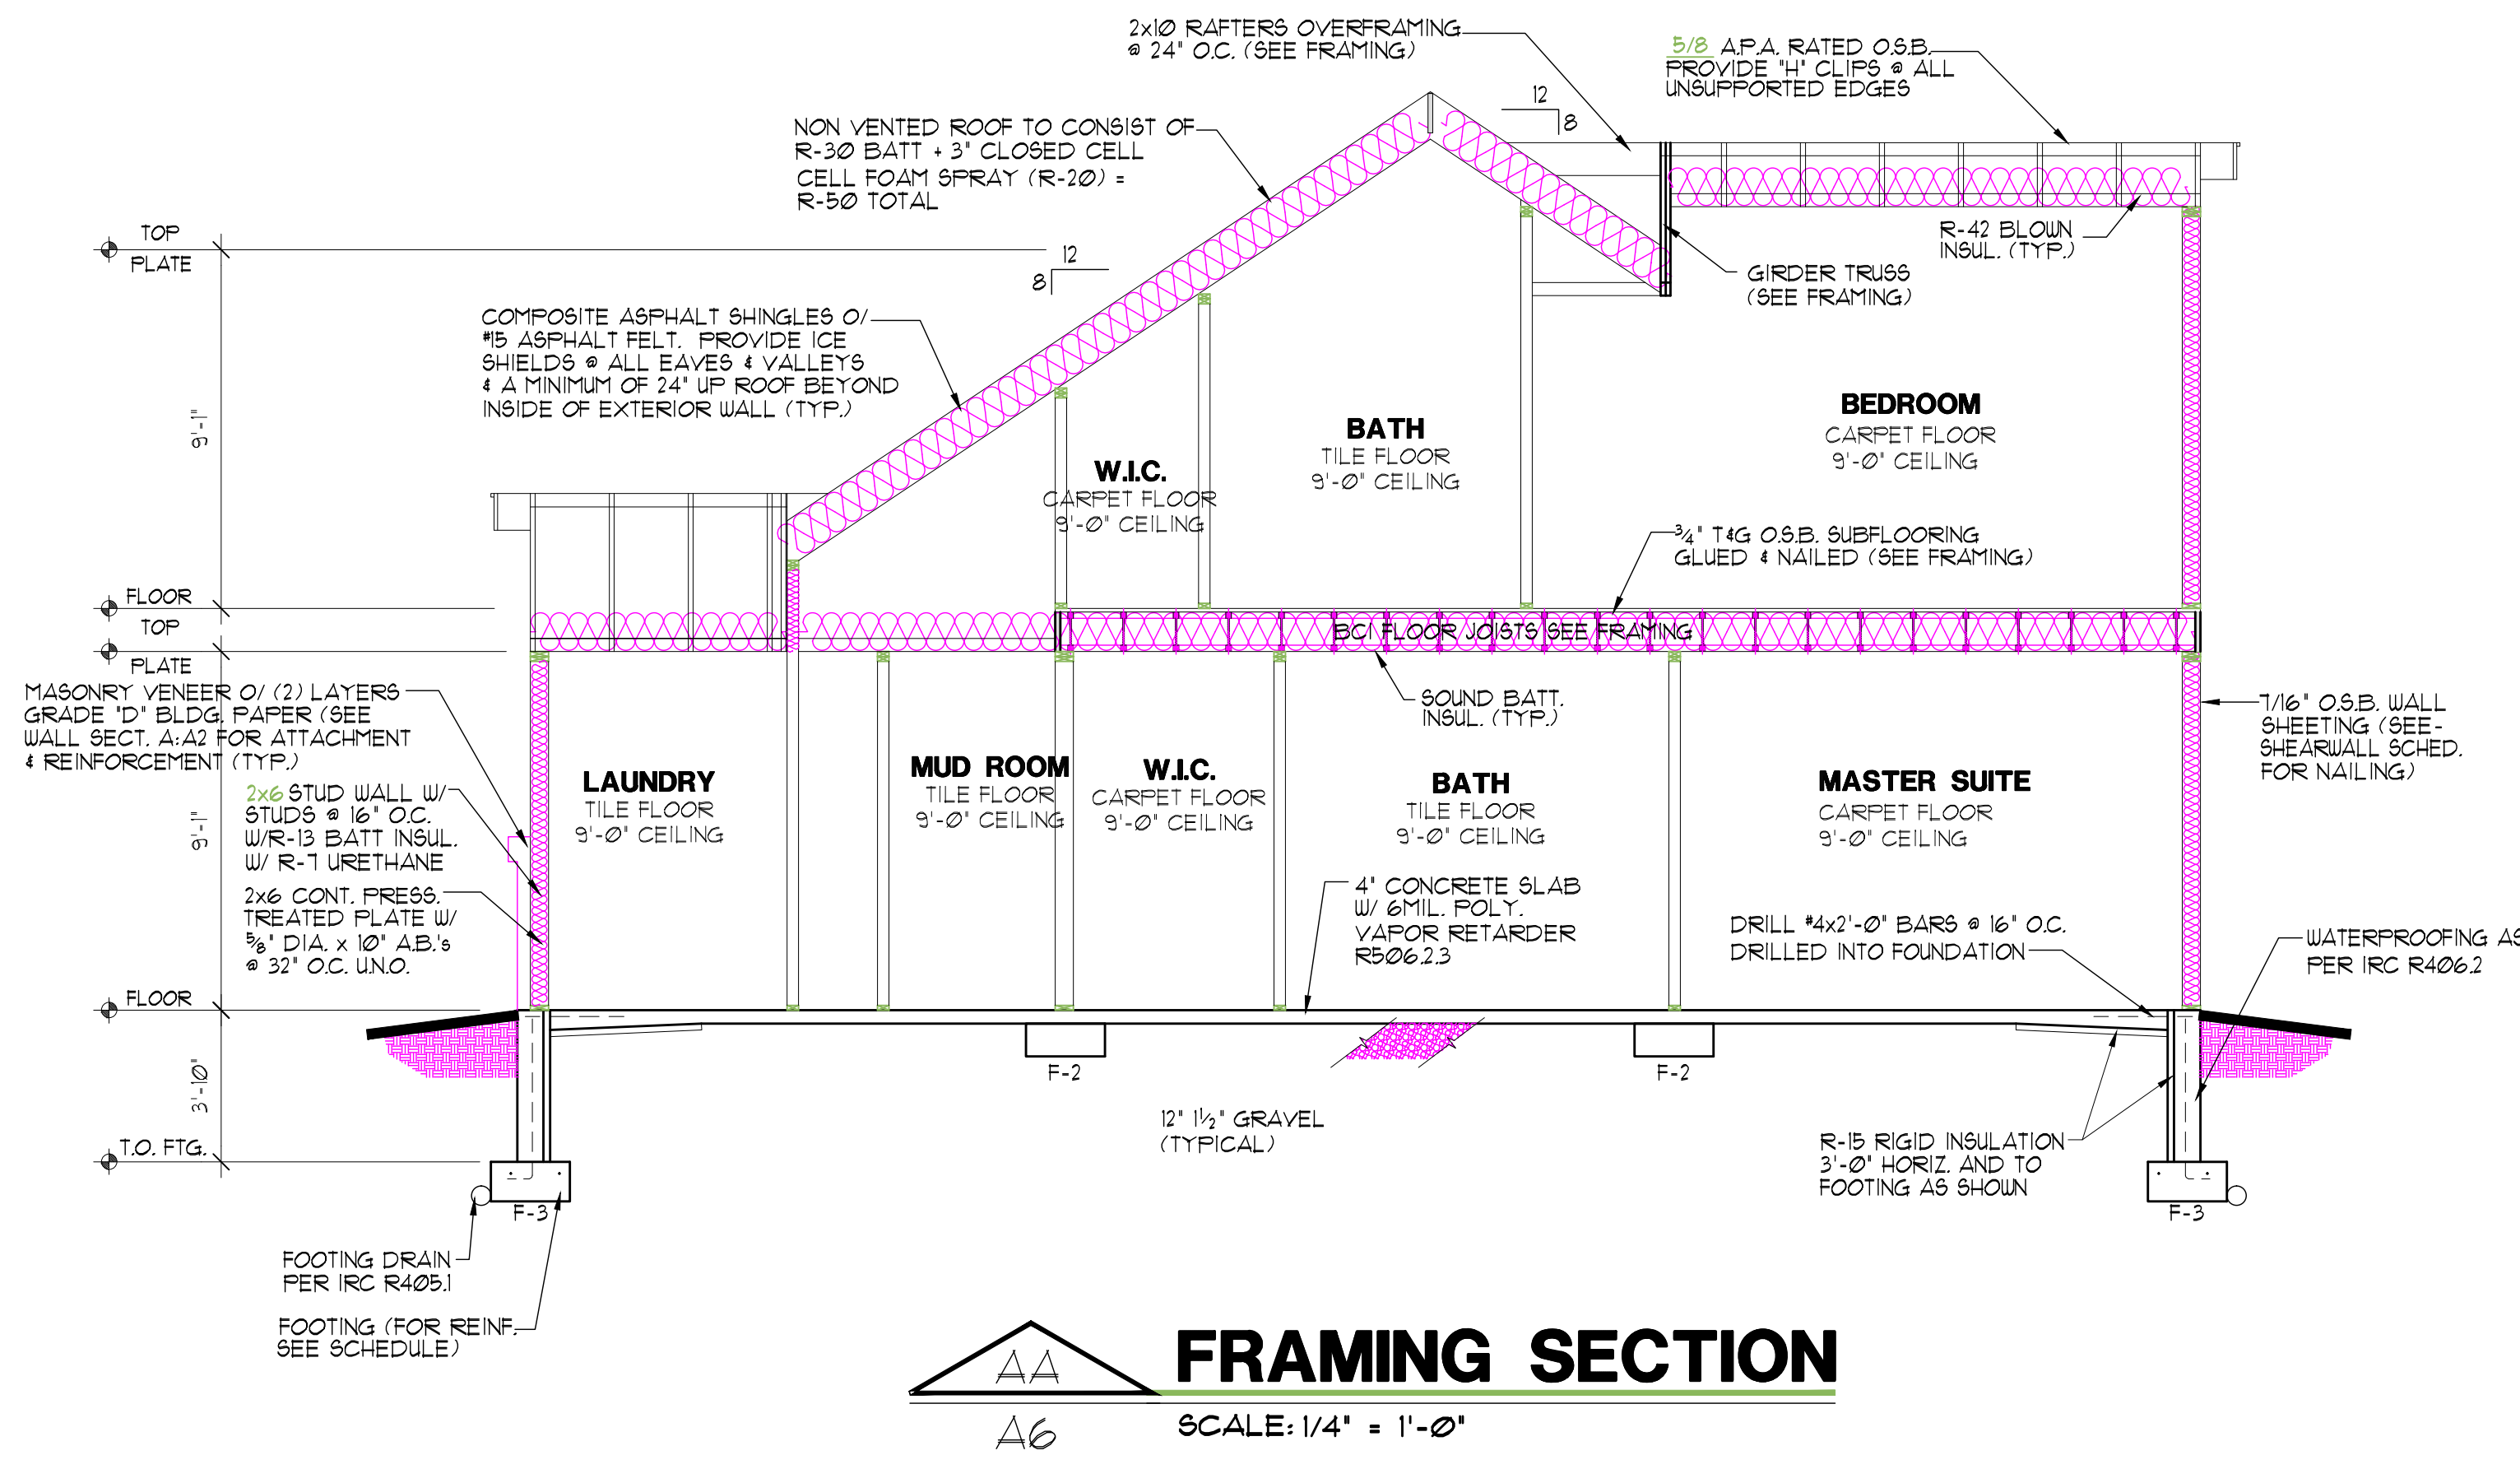 2x10 RAFTERS OVERFRAMING
@ 24" O.C. (SEE FRAMING)
5/8 A.P.A. RATED O.S.B.
PROVIDE "H" CLIPS @ ALL
UNSUPPORTED EDGES
12
8
NON VENTED ROOF TO CONSIST OF
R-30 BATT + 3" CLOSED CELL
CELL FOAM SPRAY (R-20) =
R-50 TOTAL
R-42 BLOWN
INSUL. (TYP.)
GIRDER TRUSS
(SEE FRAMING)
TOP
PLATE
12
8
COMPOSITE ASPHALT SHINGLES O/
#15 ASPHALT FELT. PROVIDE ICE
SHIELDS @ ALL EAVES & VALLEYS
& A MINIMUM OF 24" UP ROOF BEYOND
INSIDE OF EXTERIOR WALL (TYP.)
9'-1"
W.I.C.
CARPET FLOOR
9'-0" CEILING
BATH
TILE FLOOR
9'-0" CEILING
BEDROOM
CARPET FLOOR
9'-0" CEILING
3/4" T&G O.S.B. SUBFLOORING
GLUED & NAILED (SEE FRAMING)
FLOOR
TOP
PLATE
BCI FLOOR JOISTS SEE FRAMING
SOUND BATT.
INSUL. (TYP.)
MASONRY VENEER O/ (2) LAYERS
GRADE "D" BLDG. PAPER (SEE
WALL SECT. A:A2 FOR ATTACHMENT
& REINFORCEMENT (TYP.)
7/16" O.S.B. WALL
SHEETING (SEE-
SHEARWALL SCHED.
FOR NAILING)
2x6 STUD WALL W/
STUDS @ 16" O.C.
W/R-13 BATT INSUL.
W/ R-7 URETHANE
9'-1"
LAUNDRY
TILE FLOOR
9'-0" CEILING
MUD ROOM
TILE FLOOR
9'-0" CEILING
W.I.C.
CARPET FLOOR
9'-0" CEILING
BATH
TILE FLOOR
9'-0" CEILING
MASTER SUITE
CARPET FLOOR
9'-0" CEILING
2x6 CONT. PRESS.
TREATED PLATE W/
5/8" DIA. x 10" A.B.'s
@ 32" O.C. U.N.O.
4" CONCRETE SLAB
W/ 6MIL. POLY.
VAPOR RETARDER
R506.2.3
DRILL #4x2'-0" BARS @ 16" O.C.
DRILLED INTO FOUNDATION
WATERPROOFING AS
PER IRC R406.2
FLOOR
3'-10"
F-2
F-2
12" 1 1/2" GRAVEL
(TYPICAL)
R-15 RIGID INSULATION
3'-0" HORIZ. AND TO
FOOTING AS SHOWN
T.O. FTG.
F-3
F-3
FOOTING DRAIN
PER IRC R405.1
FOOTING (FOR REINF.
SEE SCHEDULE)
AA
A6
FRAMING SECTION
SCALE: 1/4" = 1'-0"